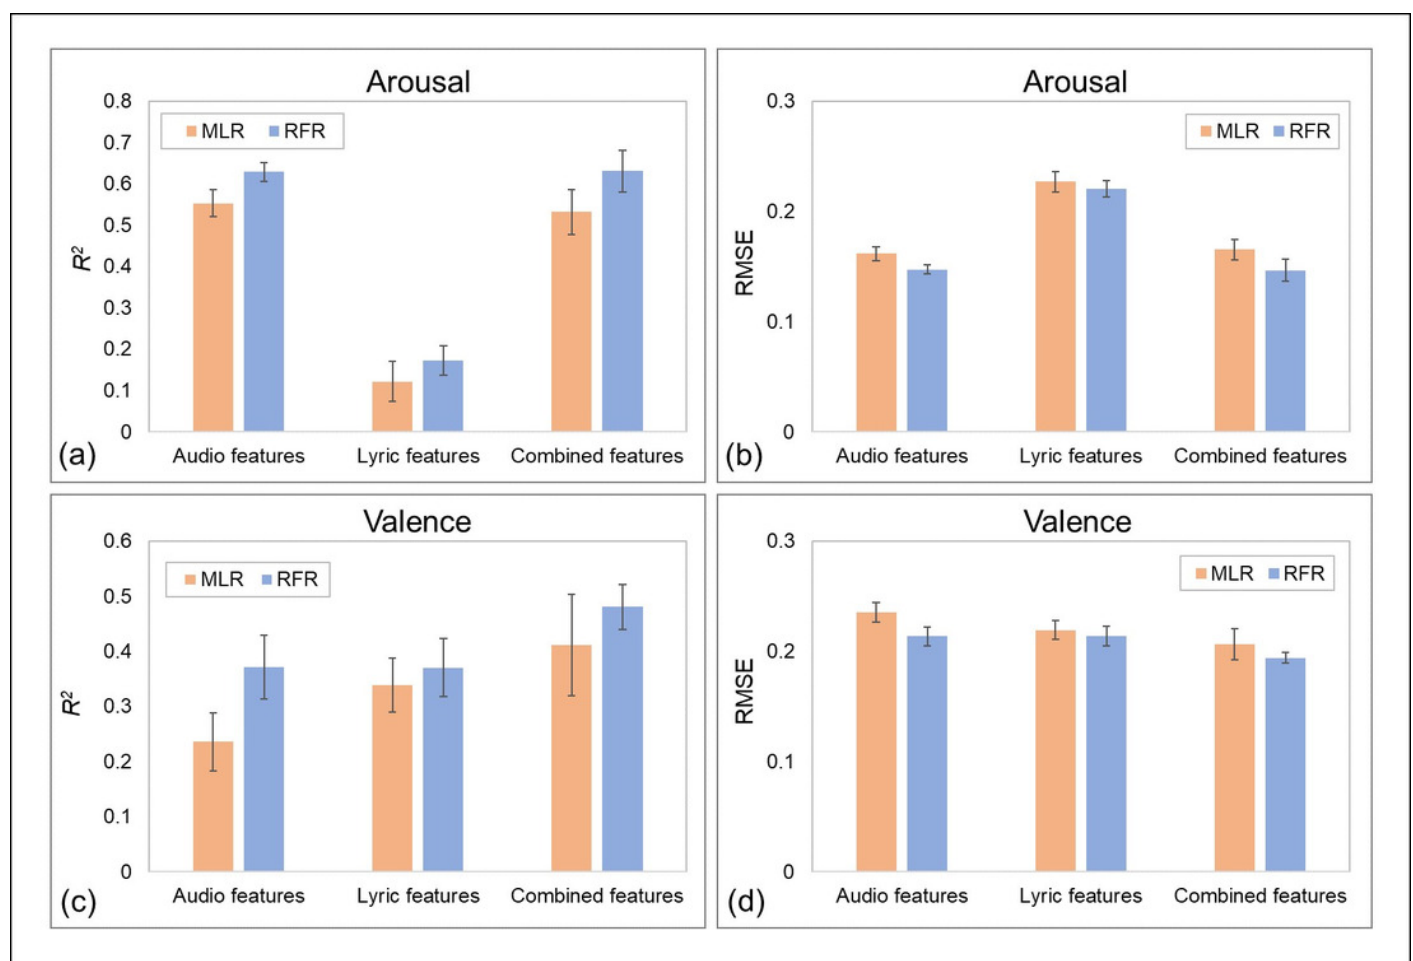 Arousal
0.8
MLR RFR
0.7
0.6
0.5
R²
0.4
0.3
0.2
0.1
0
(a)
Audio features Lyric features Combined features
Arousal
0.3
MLR RFR
0.2
RMSE
0.1
0
(b)
Audio features Lyric features Combined features
Valence
0.6
MLR RFR
0.5
0.4
R²
0.3
0.2
0.1
0
(c)
Audio features Lyric features Combined features
Valence
0.3
MLR RFR
0.2
RMSE
0.1
0
(d)
Audio features Lyric features Combined features